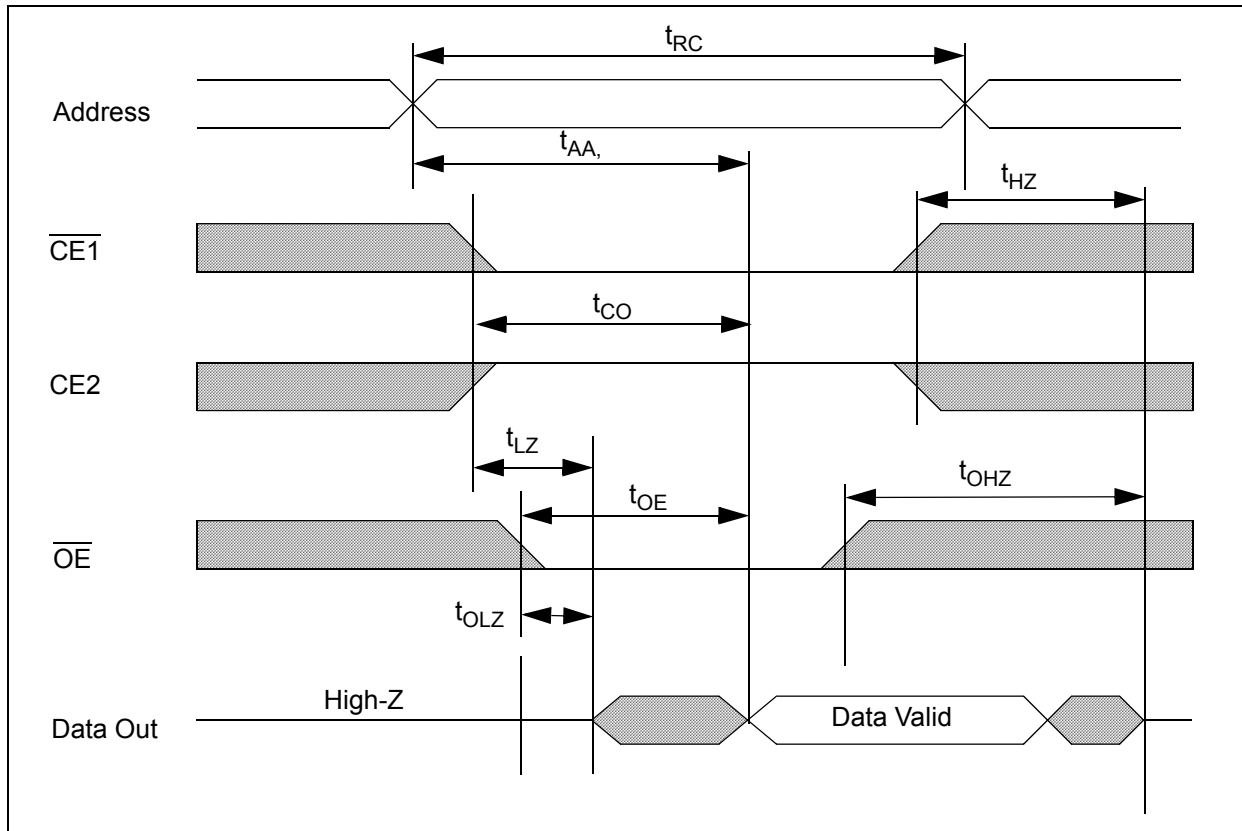 tRC
Address
tAA,
tHZ
CE1
tCO
CE2
tLZ
tOHZ
tOE
OE
tOLZ
High-Z
Data Valid
Data Out